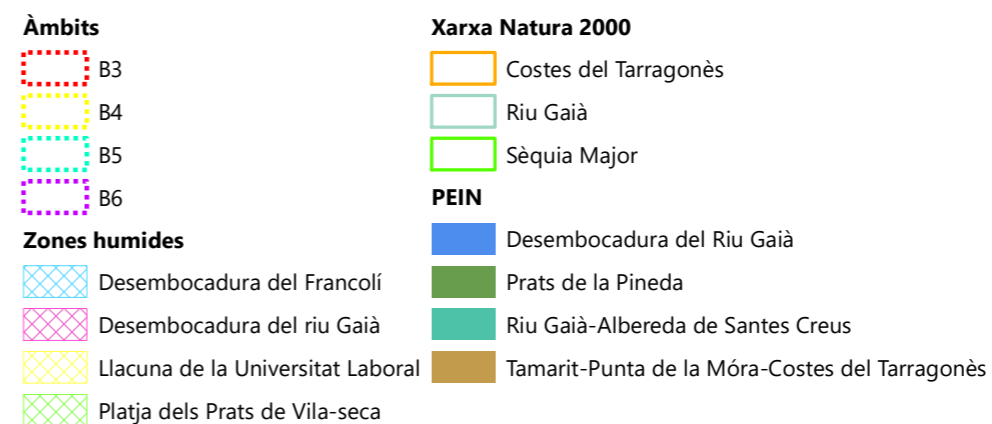 Àmbits
B3
B4
B5
B6
Zones humides
Desembocadura del Francolí
Desembocadura del riu Gaià
Llacuna de la Universitat Laboral
Platja dels Prats de Vila-seca
Xarxa Natura 2000
Costes del Tarragonès
Riu Gaià
Sèquia Major
PEIN
Desembocadura del Riu Gaià
Prats de la Pineda
Riu Gaià-Albereda de Santes Creus
Tamarit-Punta de la Móra-Costes del Tarragonès